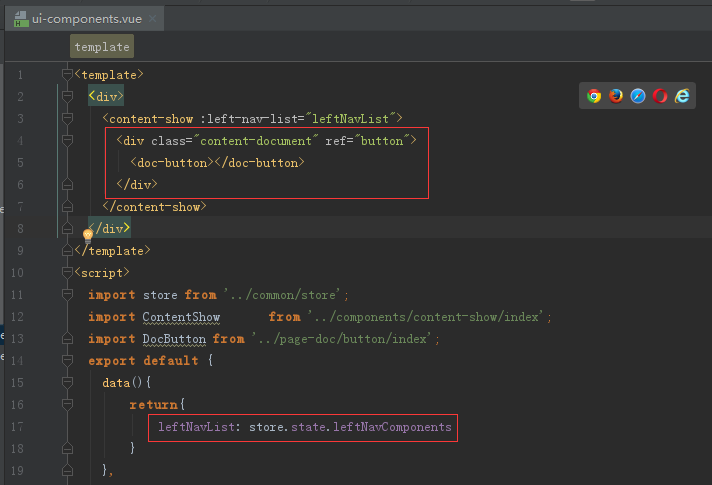 ui-components.vue
template
1 <template>
2 <div>
3 <content-show :left-nav-list="leftNavList">
4 <div class="content-document" ref="button">
5 <doc-button></doc-button>
6 </div>
7 </content-show>
8 </div>
9 </template>
10 <script>
11 import store from '../common/store';
12 import ContentShow from '../components/content-show/index';
13 import DocButton from '../page-doc/button/index';
14 export default {
15 data(){
16 return{
17 leftNavList: store.state.leftNavComponents
18 }
19 },